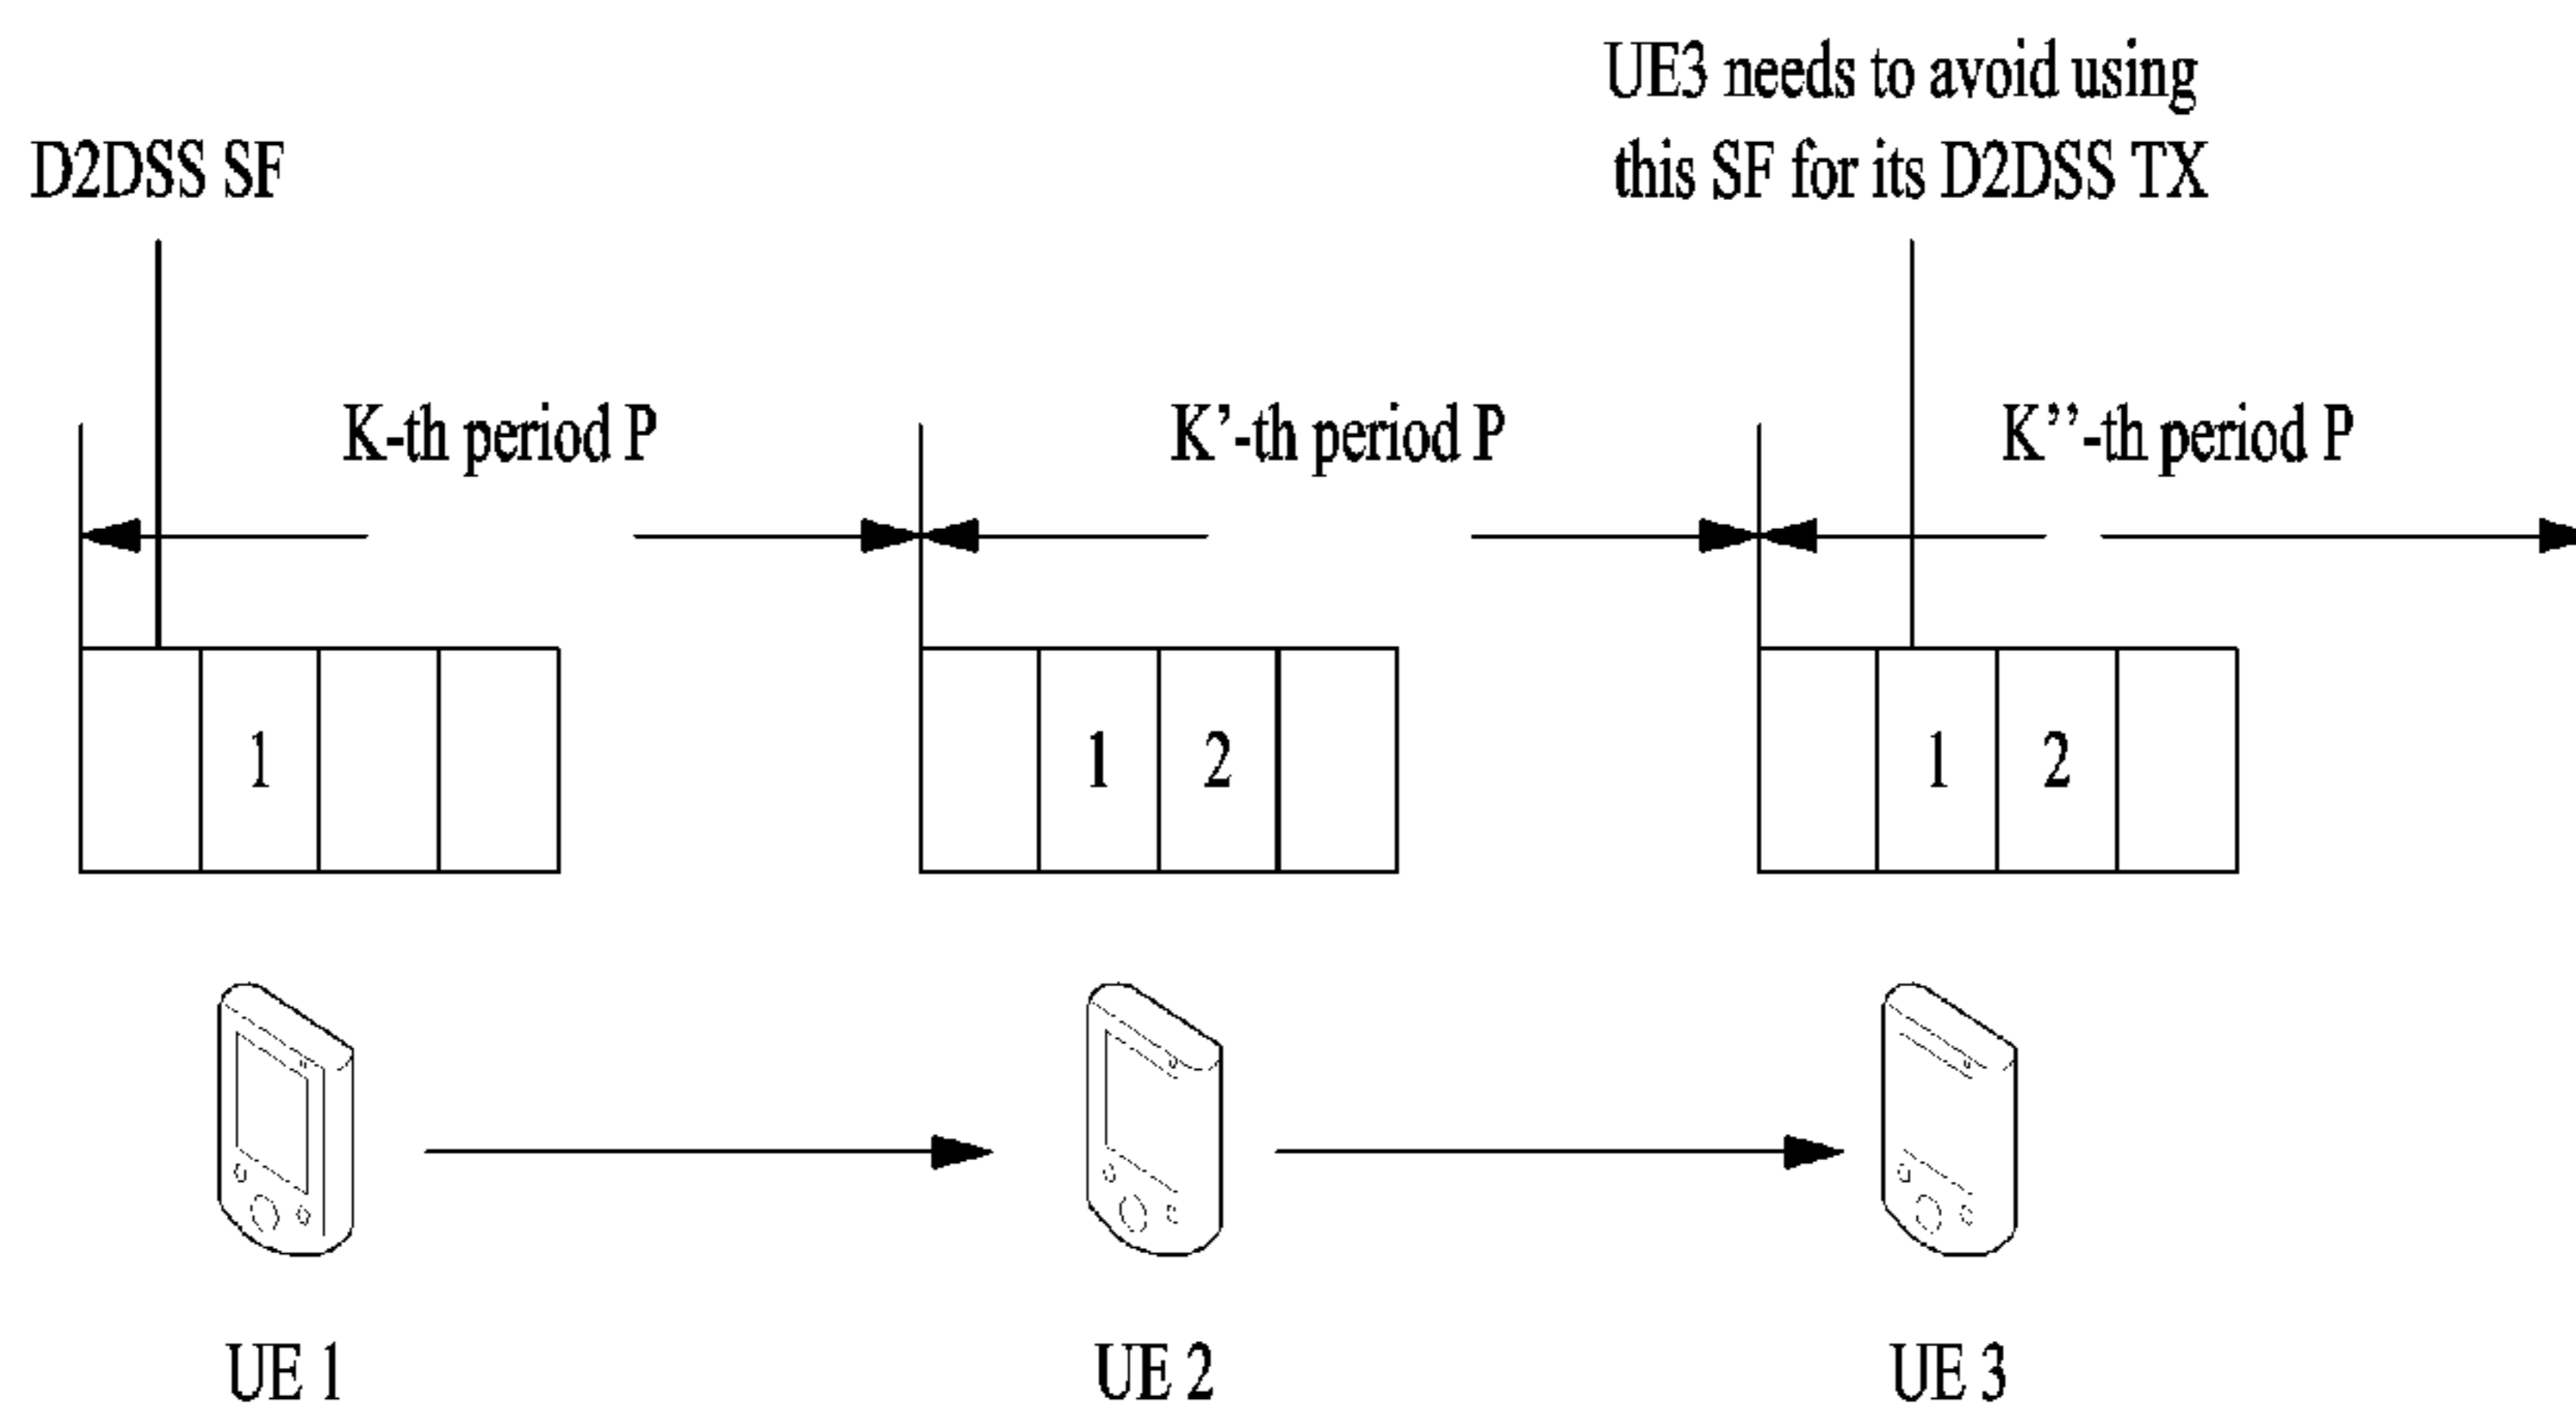 UE3 needs to avoid using
this SF for its D2DSS TX
D2DSS SF
K-th period P
K’-th period P
K’’-th period P
1
1 2
1 2
UE 1
UE 2
UE 3